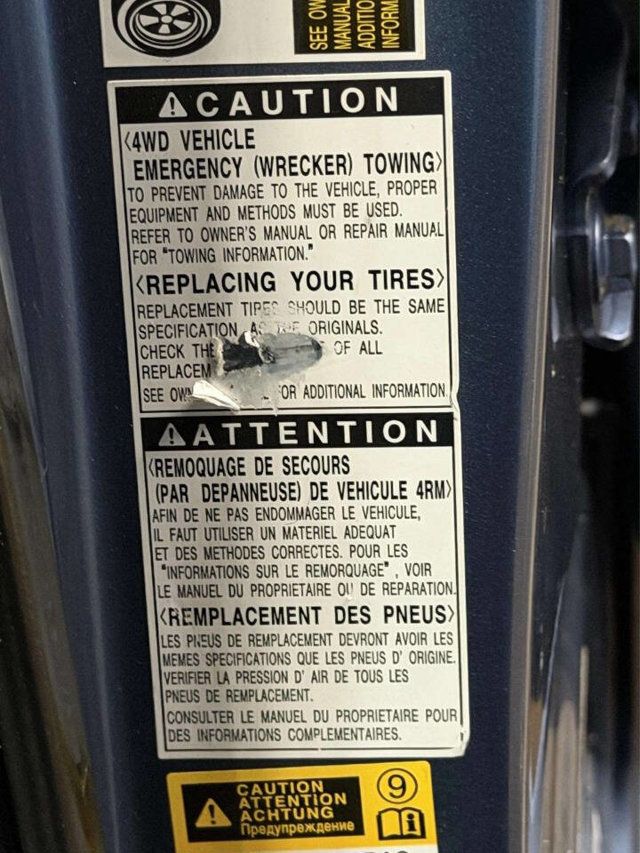 SEE OW
MANUAL
ADDITIO
INFORM
CAUTION
<4WD VEHICLE
EMERGENCY (WRECKER) TOWING>
TO PREVENT DAMAGE TO THE VEHICLE, PROPER
EQUIPMENT AND METHODS MUST BE USED.
REFER TO OWNER'S MANUAL OR REPAIR MANUAL
FOR "TOWING INFORMATION."
<REPLACING YOUR TIRES>
REPLACEMENT TIRES SHOULD BE THE SAME
SPECIFICATION AS THE ORIGINALS.
CHECK THE OF ALL
REPLACEM
SEE OWN FOR ADDITIONAL INFORMATION.
ATTENTION
<REMOQUAGE DE SECOURS
(PAR DEPANNEUSE) DE VEHICULE 4RM>
AFIN DE NE PAS ENDOMMAGER LE VEHICULE,
IL FAUT UTILISER UN MATERIEL ADEQUAT
ET DES METHODES CORRECTES. POUR LES
"INFORMATIONS SUR LE REMORQUAGE", VOIR
LE MANUEL DU PROPRIETAIRE OU DE REPARATION.
<REMPLACEMENT DES PNEUS>
LES PNEUS DE REMPLACEMENT DEVRONT AVOIR LES
MEMES SPECIFICATIONS QUE LES PNEUS D' ORIGINE.
VERIFIER LA PRESSION D' AIR DE TOUS LES
PNEUS DE REMPLACEMENT.
CONSULTER LE MANUEL DU PROPRIETAIRE POUR
DES INFORMATIONS COMPLEMENTAIRES.
CAUTION
ATTENTION
ACHTUNG
Предупреждение
9